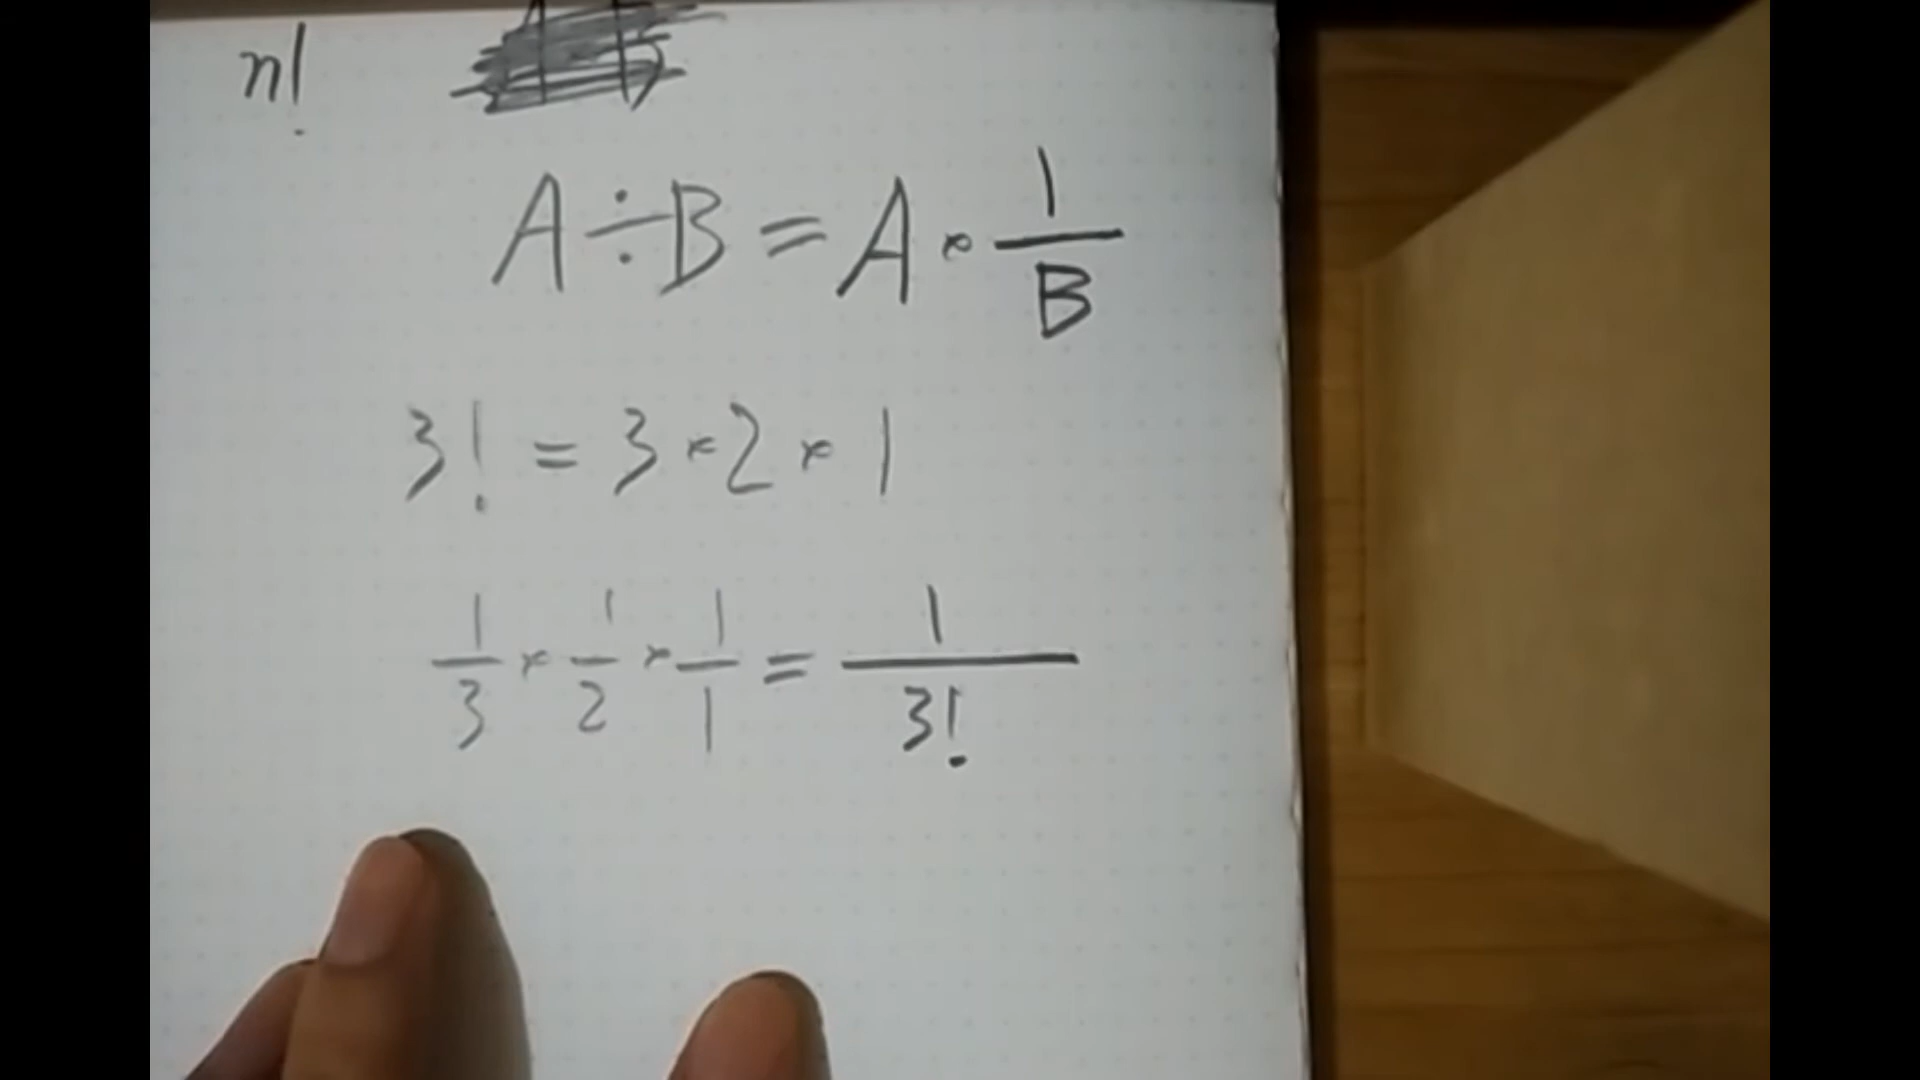 n!
A ÷ B = A × 1/B
3! = 3 × 2 × 1
1/3 × 1/2 × 1/1 = 1/3!